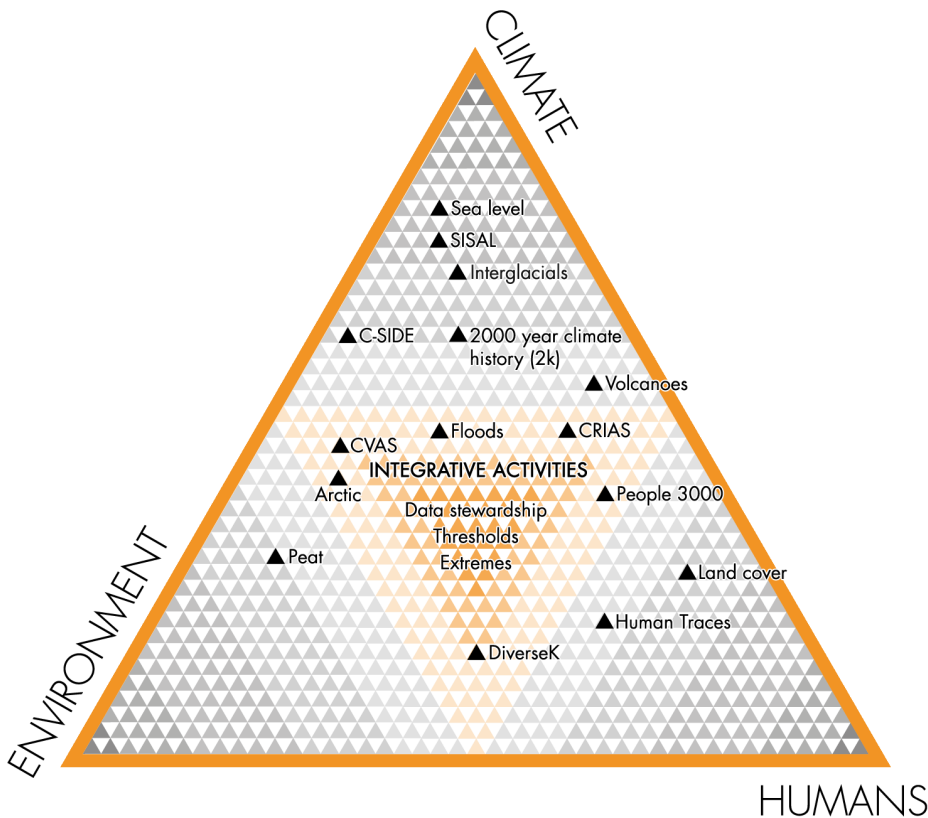 CLIMATE
Sea level
SISAL
Interglacials
C-SIDE
2000 year climate
history (2k)
Volcanoes
Floods
CRIAS
CVAS
INTEGRATIVE ACTIVITIES
Arctic
People 3000
Data stewardship
Thresholds
Extremes
Peat
Land cover
Human Traces
DiverseK
ENVIRONMENT
HUMANS